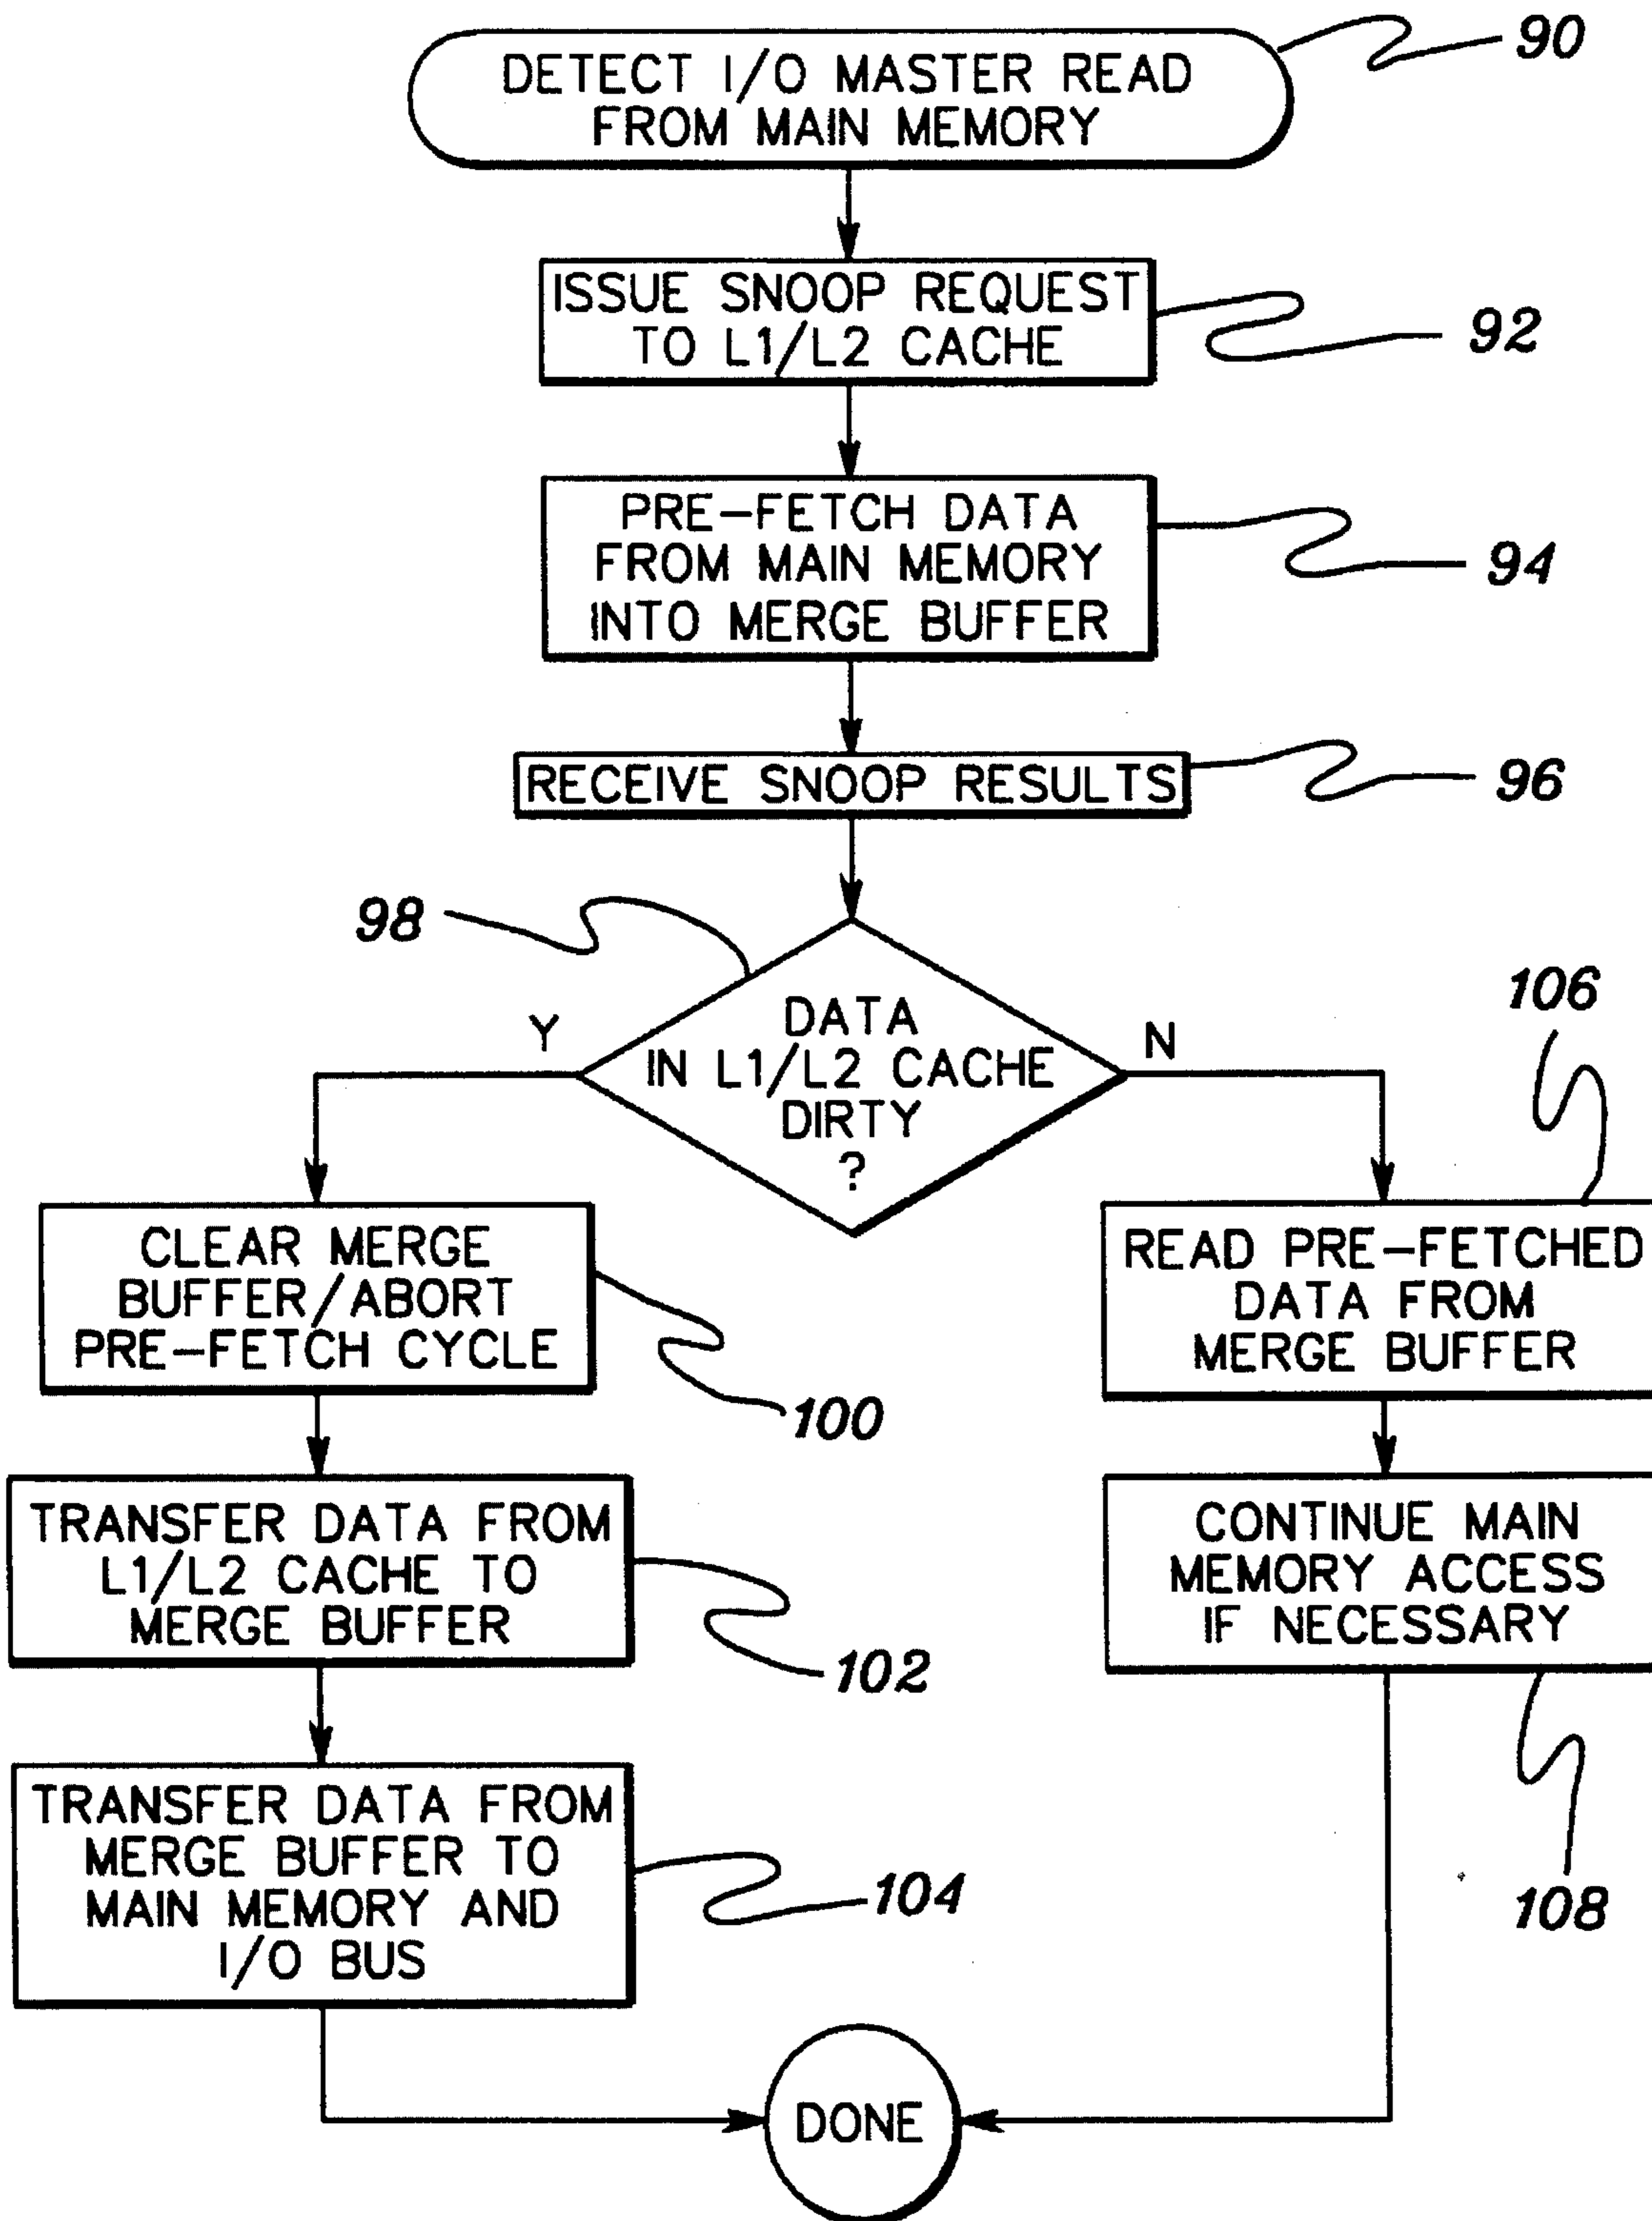 DETECT I/O MASTER READ
FROM MAIN MEMORY
90
ISSUE SNOOP REQUEST
TO L1/L2 CACHE
92
PRE-FETCH DATA
FROM MAIN MEMORY
INTO MERGE BUFFER
94
RECEIVE SNOOP RESULTS
96
98
DATA
IN L1/L2 CACHE
DIRTY
?
Y
N
CLEAR MERGE
BUFFER/ABORT
PRE-FETCH CYCLE
100
TRANSFER DATA FROM
L1/L2 CACHE TO
MERGE BUFFER
102
TRANSFER DATA FROM
MERGE BUFFER TO
MAIN MEMORY AND
I/O BUS
104
106
READ PRE-FETCHED
DATA FROM
MERGE BUFFER
CONTINUE MAIN
MEMORY ACCESS
IF NECESSARY
108
DONE